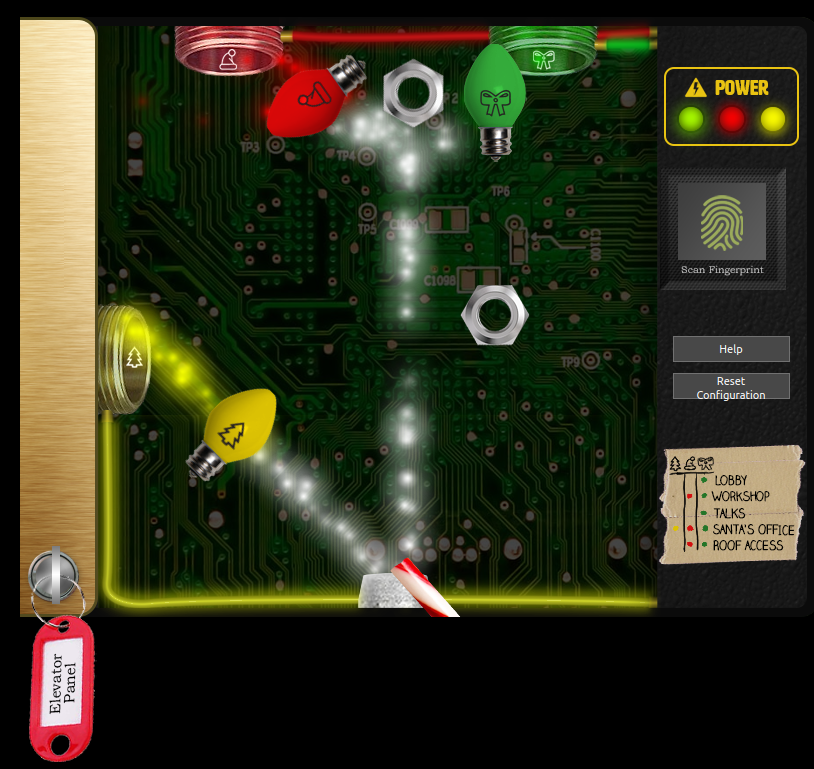 POWER
2
TP3
TP4
TP6
TP5
C1098
TP9
Scan Fingerprint
Help
Reset
Configuration
LOBBY
WORKSHOP
TALKS
SANTA'S OFFICE
ROOF ACCESS
Elevator
Panel